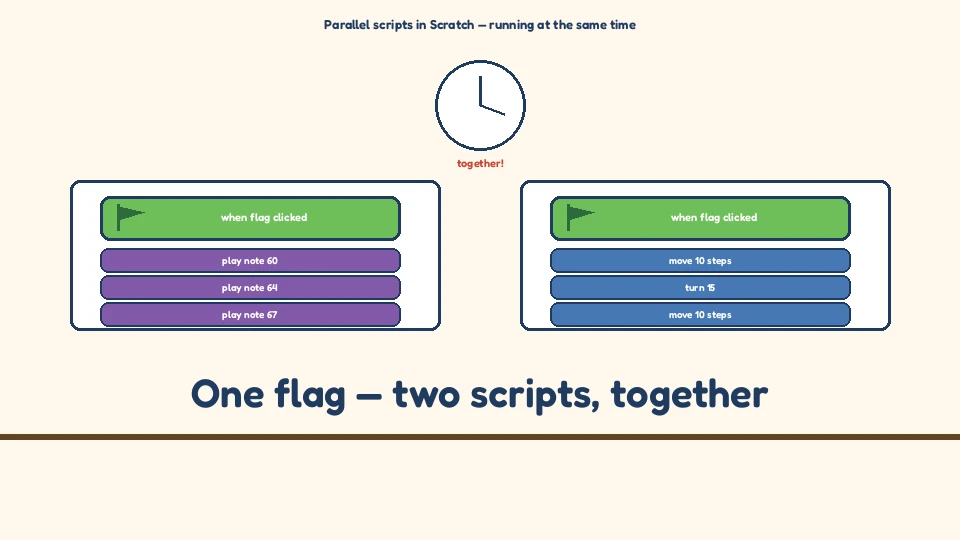 Parallel scripts in Scratch — running at the same time
together!
when flag clicked
play note 60
play note 64
play note 67
when flag clicked
move 10 steps
turn 15
move 10 steps
One flag — two scripts, together